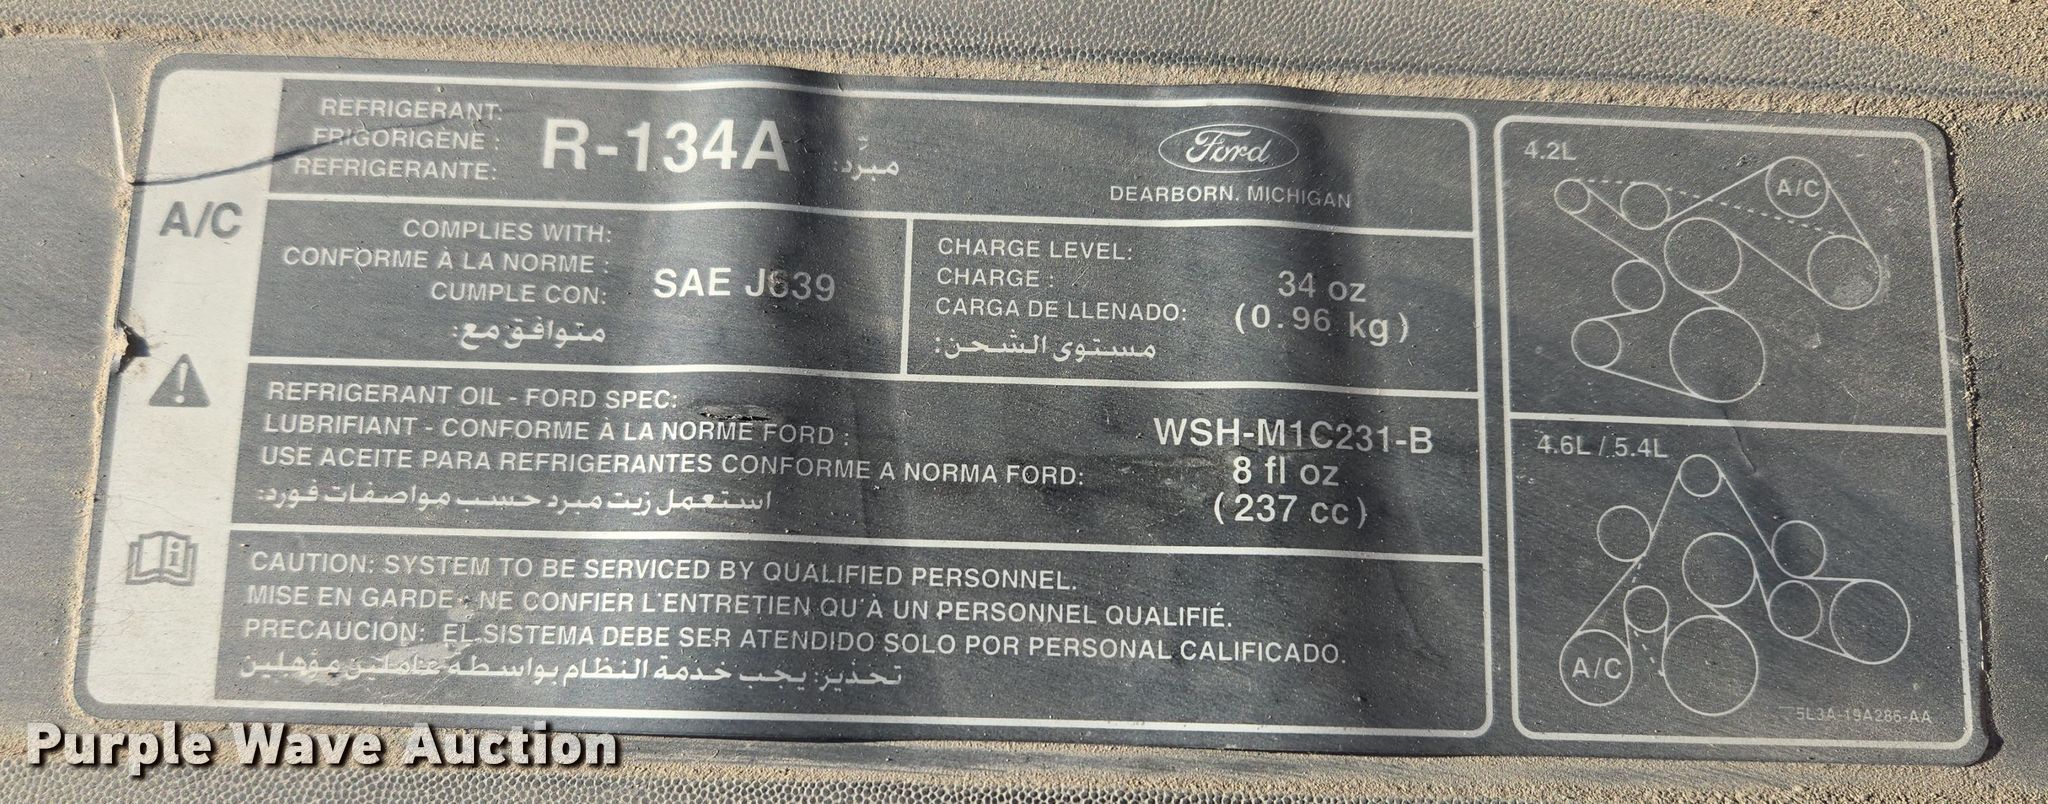 REFRIGERANT:
FRIGORIGÈNE :
RÉFRIGERANTE:
R-134A
مبرّد:
Ford
DEARBORN, MICHIGAN
A/C
COMPLIES WITH:
CONFORME À LA NORME :
CUMPLE CON:
متوافق مع:
SAE J639
CHARGE LEVEL:
CHARGE :
CARGA DE LLENADO:
مستوى الشحن:
34 oz
(0.96 kg)
REFRIGERANT OIL - FORD SPEC:
LUBRIFIANT - CONFORME À LA NORME FORD :
USE ACEITE PARA REFRIGERANTES CONFORME A NORMA FORD:
استعمل زيت مبرد حسب مواصفات فورد:
WSH-M1C231-B
8 fl oz
(237 cc)
CAUTION: SYSTEM TO BE SERVICED BY QUALIFIED PERSONNEL.
MISE EN GARDE : NE CONFIER L'ENTRETIEN QU'À UN PERSONNEL QUALIFIÉ.
PRECAUCIÓN: EL SISTEMA DEBE SER ATENDIDO SOLO POR PERSONAL CALIFICADO.
تحذير: يجب خدمة النظام بواسطة عاملين مؤهلين
4.2L
A/C
4.6L / 5.4L
A/C
5L3A-19A286-AA
Purple Wave Auction